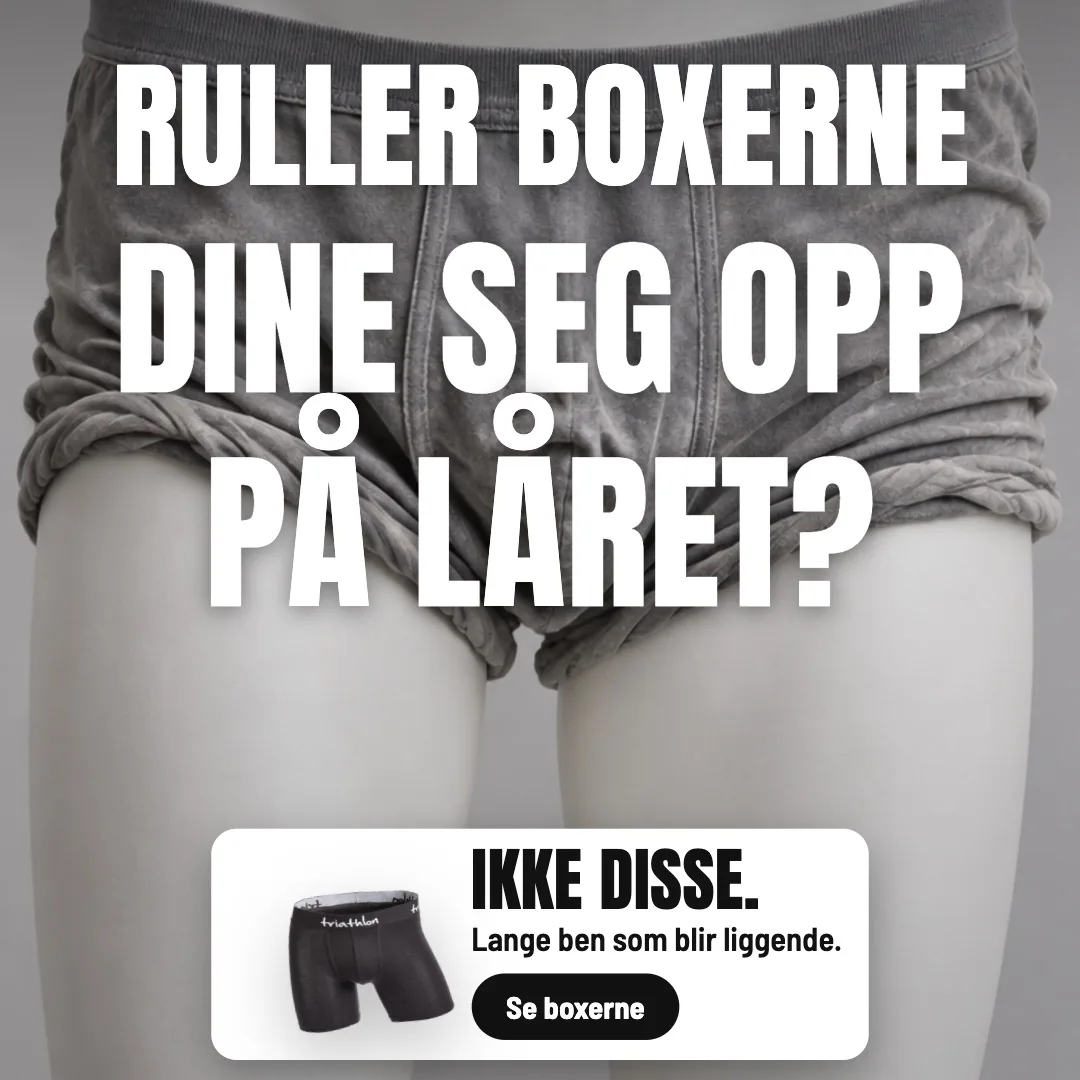 RULLER BOXERNE
DINE SEG OPP
PÅ LÅRET?
IKKE DISSE.
triathlon
Lange ben som blir liggende.
Se boxerne